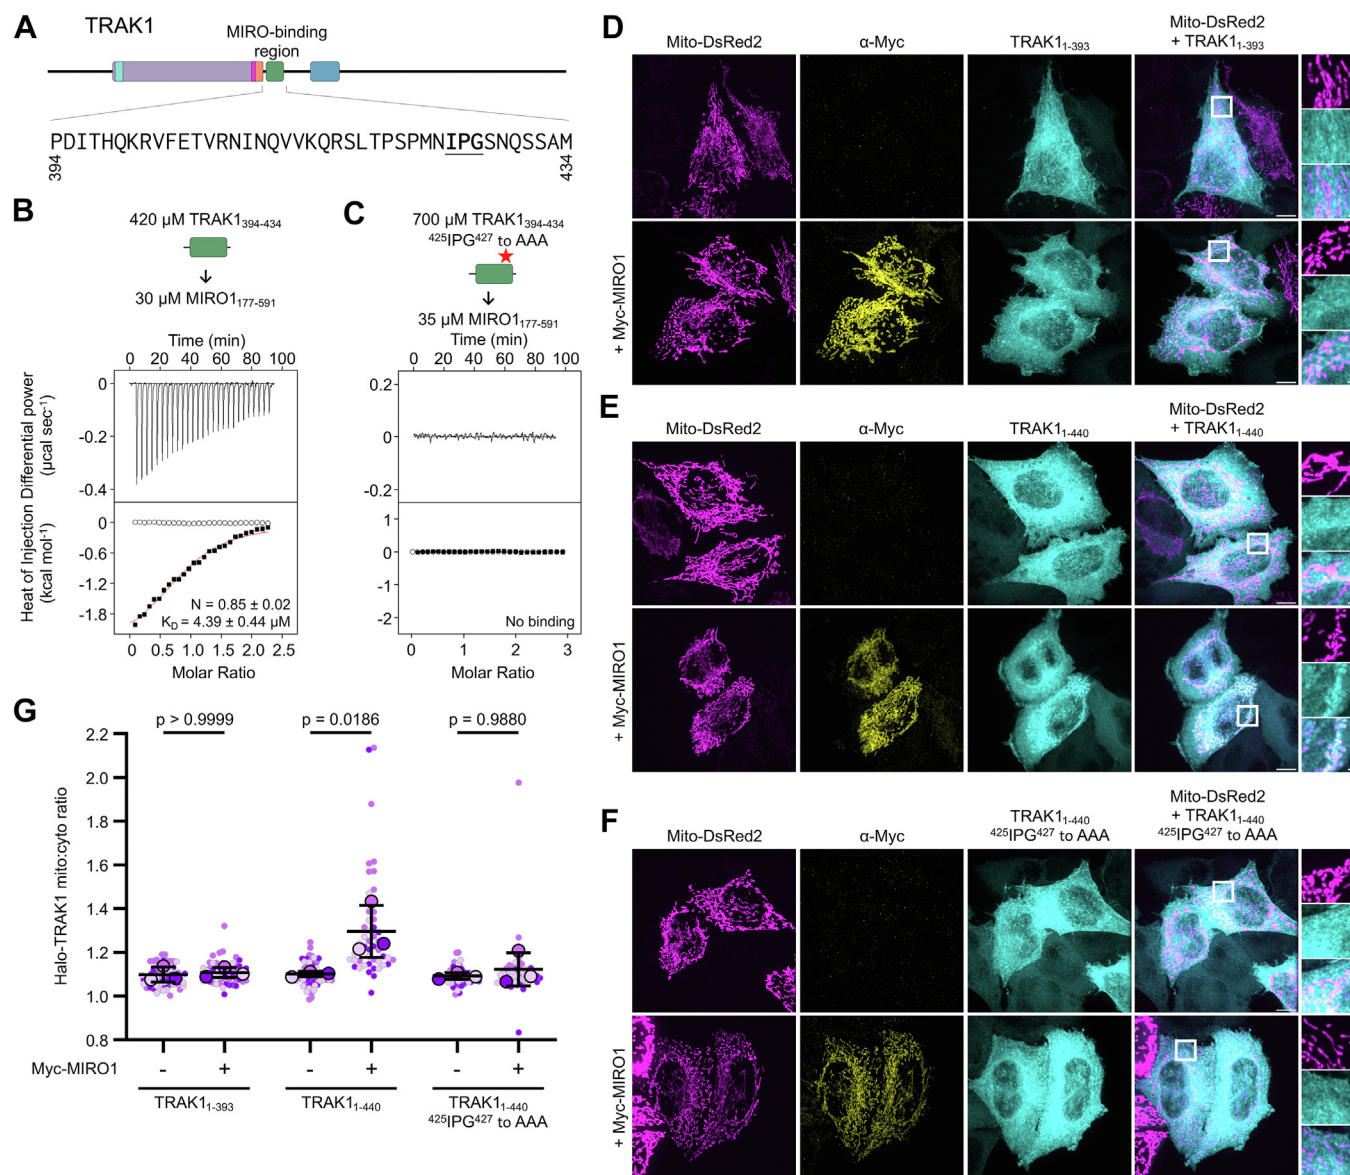 A
TRAK1
MIRO-binding
region
PDITHQKRVFETVRNINQVVKQRSLTPSPMNIPGSNQSSAM
394
434
B
420 µM TRAK1394-434
30 µM MIRO1177-591
Time (min)
0 20 40 60 80 100
Heat of Injection Differential power
(kcal mol-1) (µcal sec-1)
0
-0.2
-0.4
0
-0.6
-1.2
-1.8
N = 0.85 ± 0.02
KD = 4.39 ± 0.44 µM
0 0.5 1.0 1.5 2.0 2.5
Molar Ratio
C
700 µM TRAK1394-434
425IPG427 to AAA
35 µM MIRO1177-591
Time (min)
0 20 40 60 80 100
0.2
0
-0.2
1
0
-1
-2
No binding
0 1 2 3
Molar Ratio
D
Mito-DsRed2
α-Myc
TRAK11-393
Mito-DsRed2
+ TRAK11-393
+ Myc-MIRO1
E
Mito-DsRed2
α-Myc
TRAK11-440
Mito-DsRed2
+ TRAK11-440
+ Myc-MIRO1
F
Mito-DsRed2
α-Myc
TRAK11-440
425IPG427 to AAA
Mito-DsRed2
+ TRAK11-440
425IPG427 to AAA
+ Myc-MIRO1
G
p > 0.9999
p = 0.0186
p = 0.9880
Halo-TRAK1 mito:cyto ratio
2.2
2.0
1.8
1.6
1.4
1.2
1.0
0.8
Myc-MIRO1 - + - + - +
TRAK11-393
TRAK11-440
TRAK11-440
425IPG427 to AAA